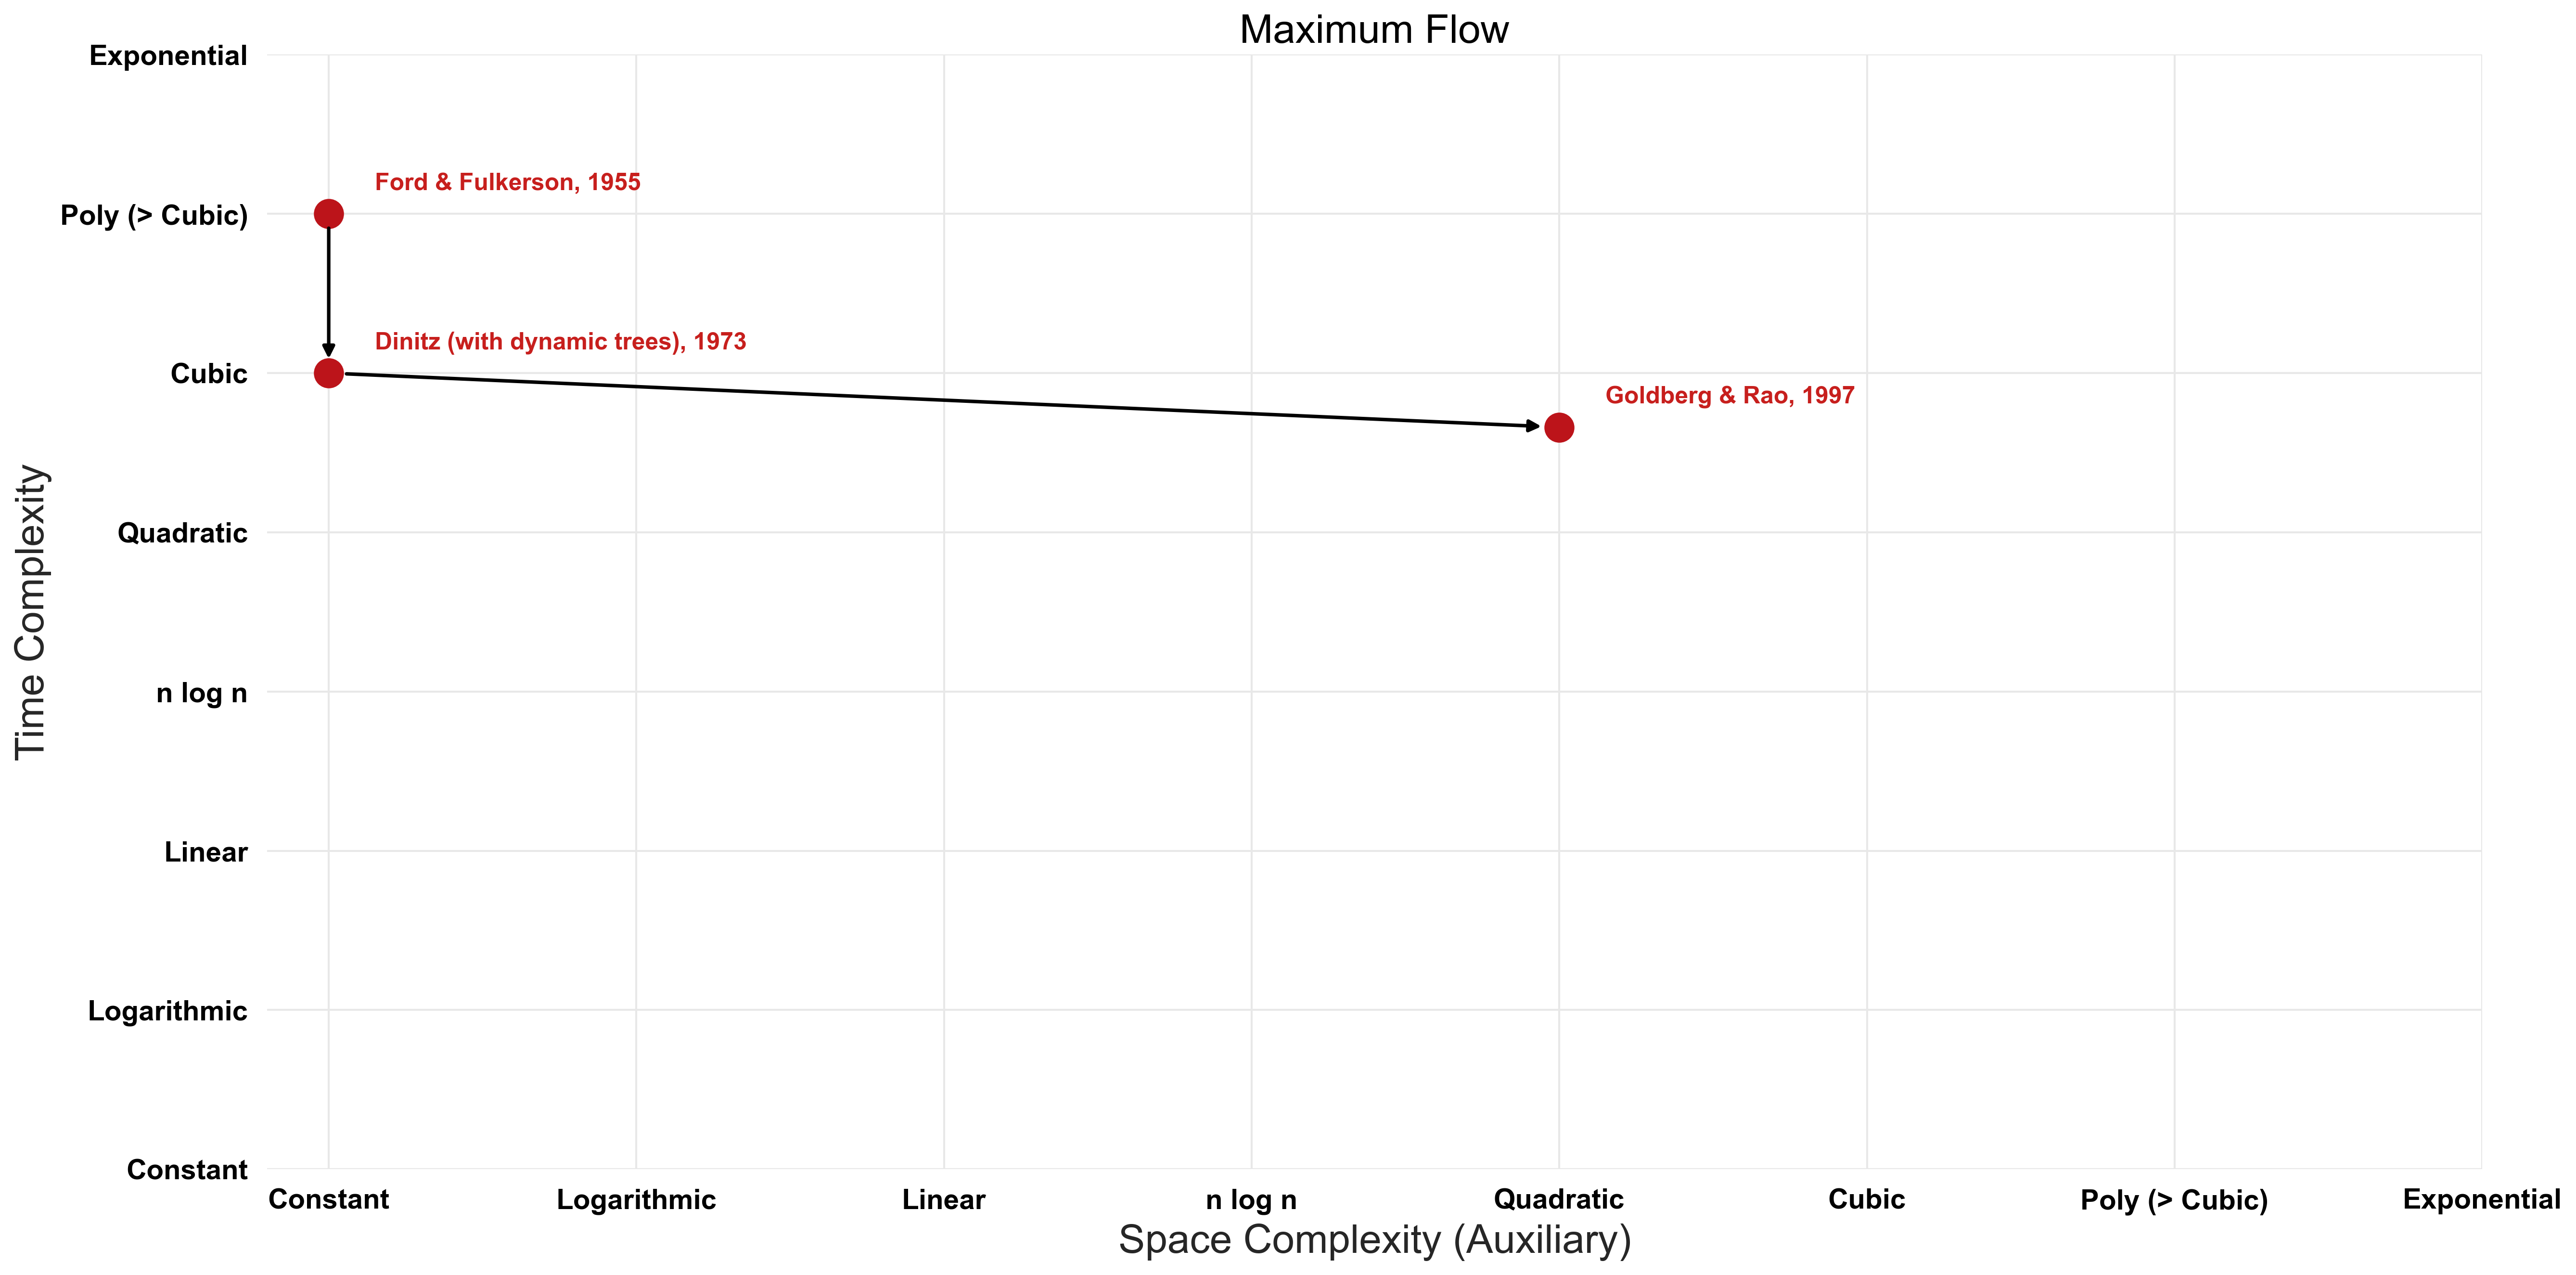 Maximum Flow
Exponential
Poly (> Cubic)
Cubic
Quadratic
n log n
Linear
Logarithmic
Constant
Time Complexity
Ford & Fulkerson, 1955
Dinitz (with dynamic trees), 1973
Goldberg & Rao, 1997
Constant
Logarithmic
Linear
n log n
Quadratic
Cubic
Poly (> Cubic)
Exponential
Space Complexity (Auxiliary)